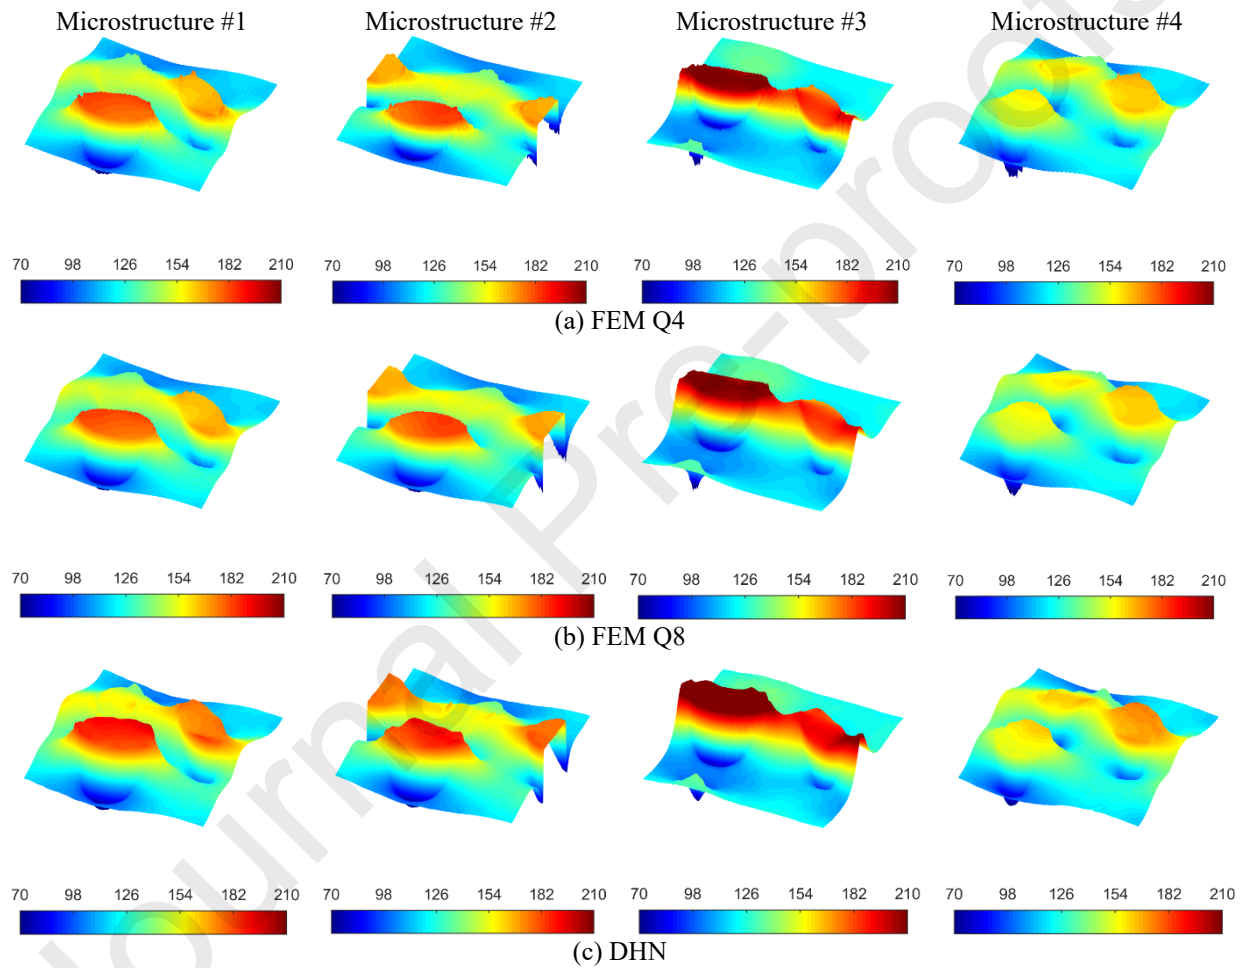 Microstructure #1 Microstructure #2 Microstructure #3 Microstructure #4
70 98 126 154 182 210 70 98 126 154 182 210 70 98 126 154 182 210 70 98 126 154 182 210
(a) FEM Q4
70 98 126 154 182 210 70 98 126 154 182 210 70 98 126 154 182 210 70 98 126 154 182 210
(b) FEM Q8
70 98 126 154 182 210 70 98 126 154 182 210 70 98 126 154 182 210 70 98 126 154 182 210
(c) DHN
Journal Pre-proofs